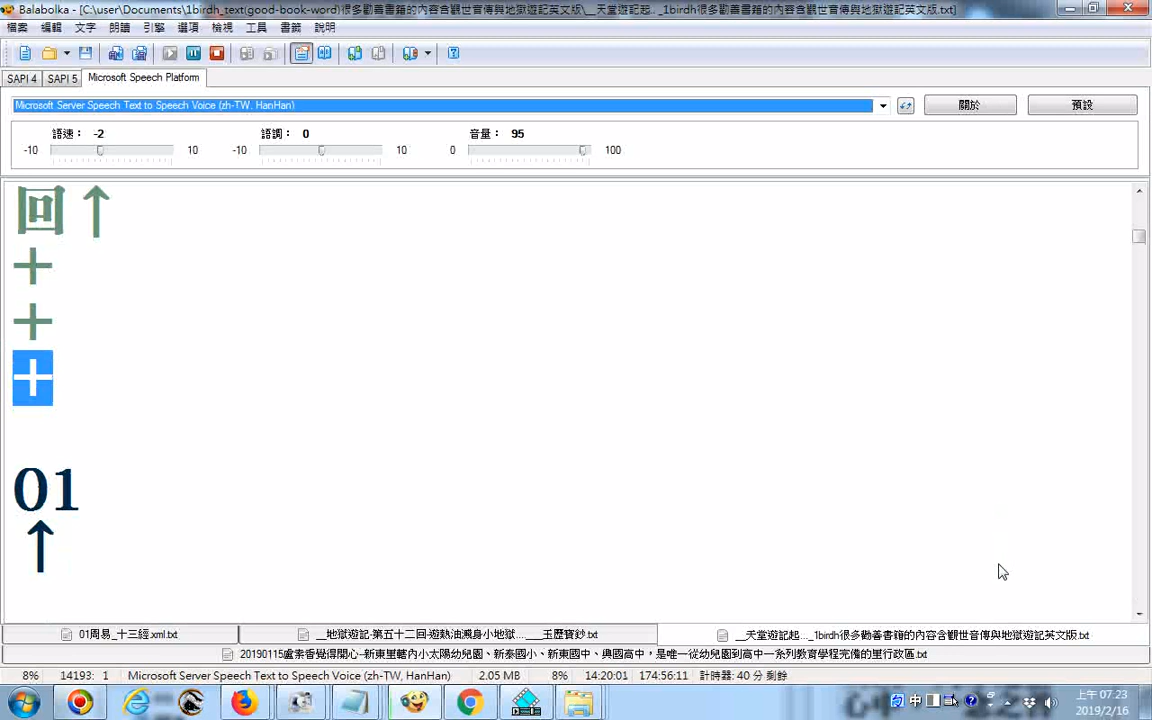 Balabolka - [C:\user\Documents\1birdh_text(good-book-word)很多勸善書籍的內容含觀世音傳與地獄遊記英文版\__天堂遊記起.._1birdh很多勸善書籍的內容含觀世音傳與地獄遊記英文版.txt]
檔案 編輯 文字 朗讀 引擎 選項 檢視 工具 書籤 說明
SAPI 4 SAPI 5 Microsoft Speech Platform
Microsoft Server Speech Text to Speech Voice (zh-TW, HanHan) 關於 預設
語速： -2 語調： 0 音量： 95
-10 10 -10 10 0 100
回 ↑
＋
＋
＋
01
↑
01周易_十三經.xml.txt __地獄遊記-第五十二回-遊熱油濺身小地獄....___玉歷寶鈔.txt __天堂遊記起..._1birdh很多勸善書籍的內容含觀世音傳與地獄遊記英文版.txt
20190115盧素香覺得開心-新東里轄內小太陽幼兒園、新泰國小、新東國中、典國高中，是唯一從幼兒園到高中一系列教育學程完備的里行政區.txt
8% 14193: 1 Microsoft Server Speech Text to Speech Voice (zh-TW, HanHan) 2.05 MB 8% 14:20:01 174:56:11 計時器: 40 分 剩餘
中 上午 07:23
2019/2/16